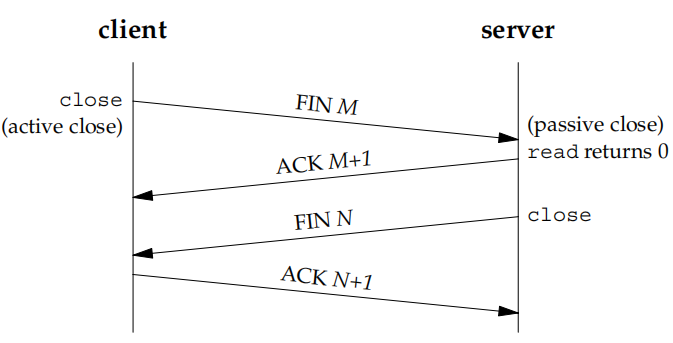 client
server
close
(active close)
FIN M
(passive close)
read returns 0
ACK M+1
FIN N
close
ACK N+1